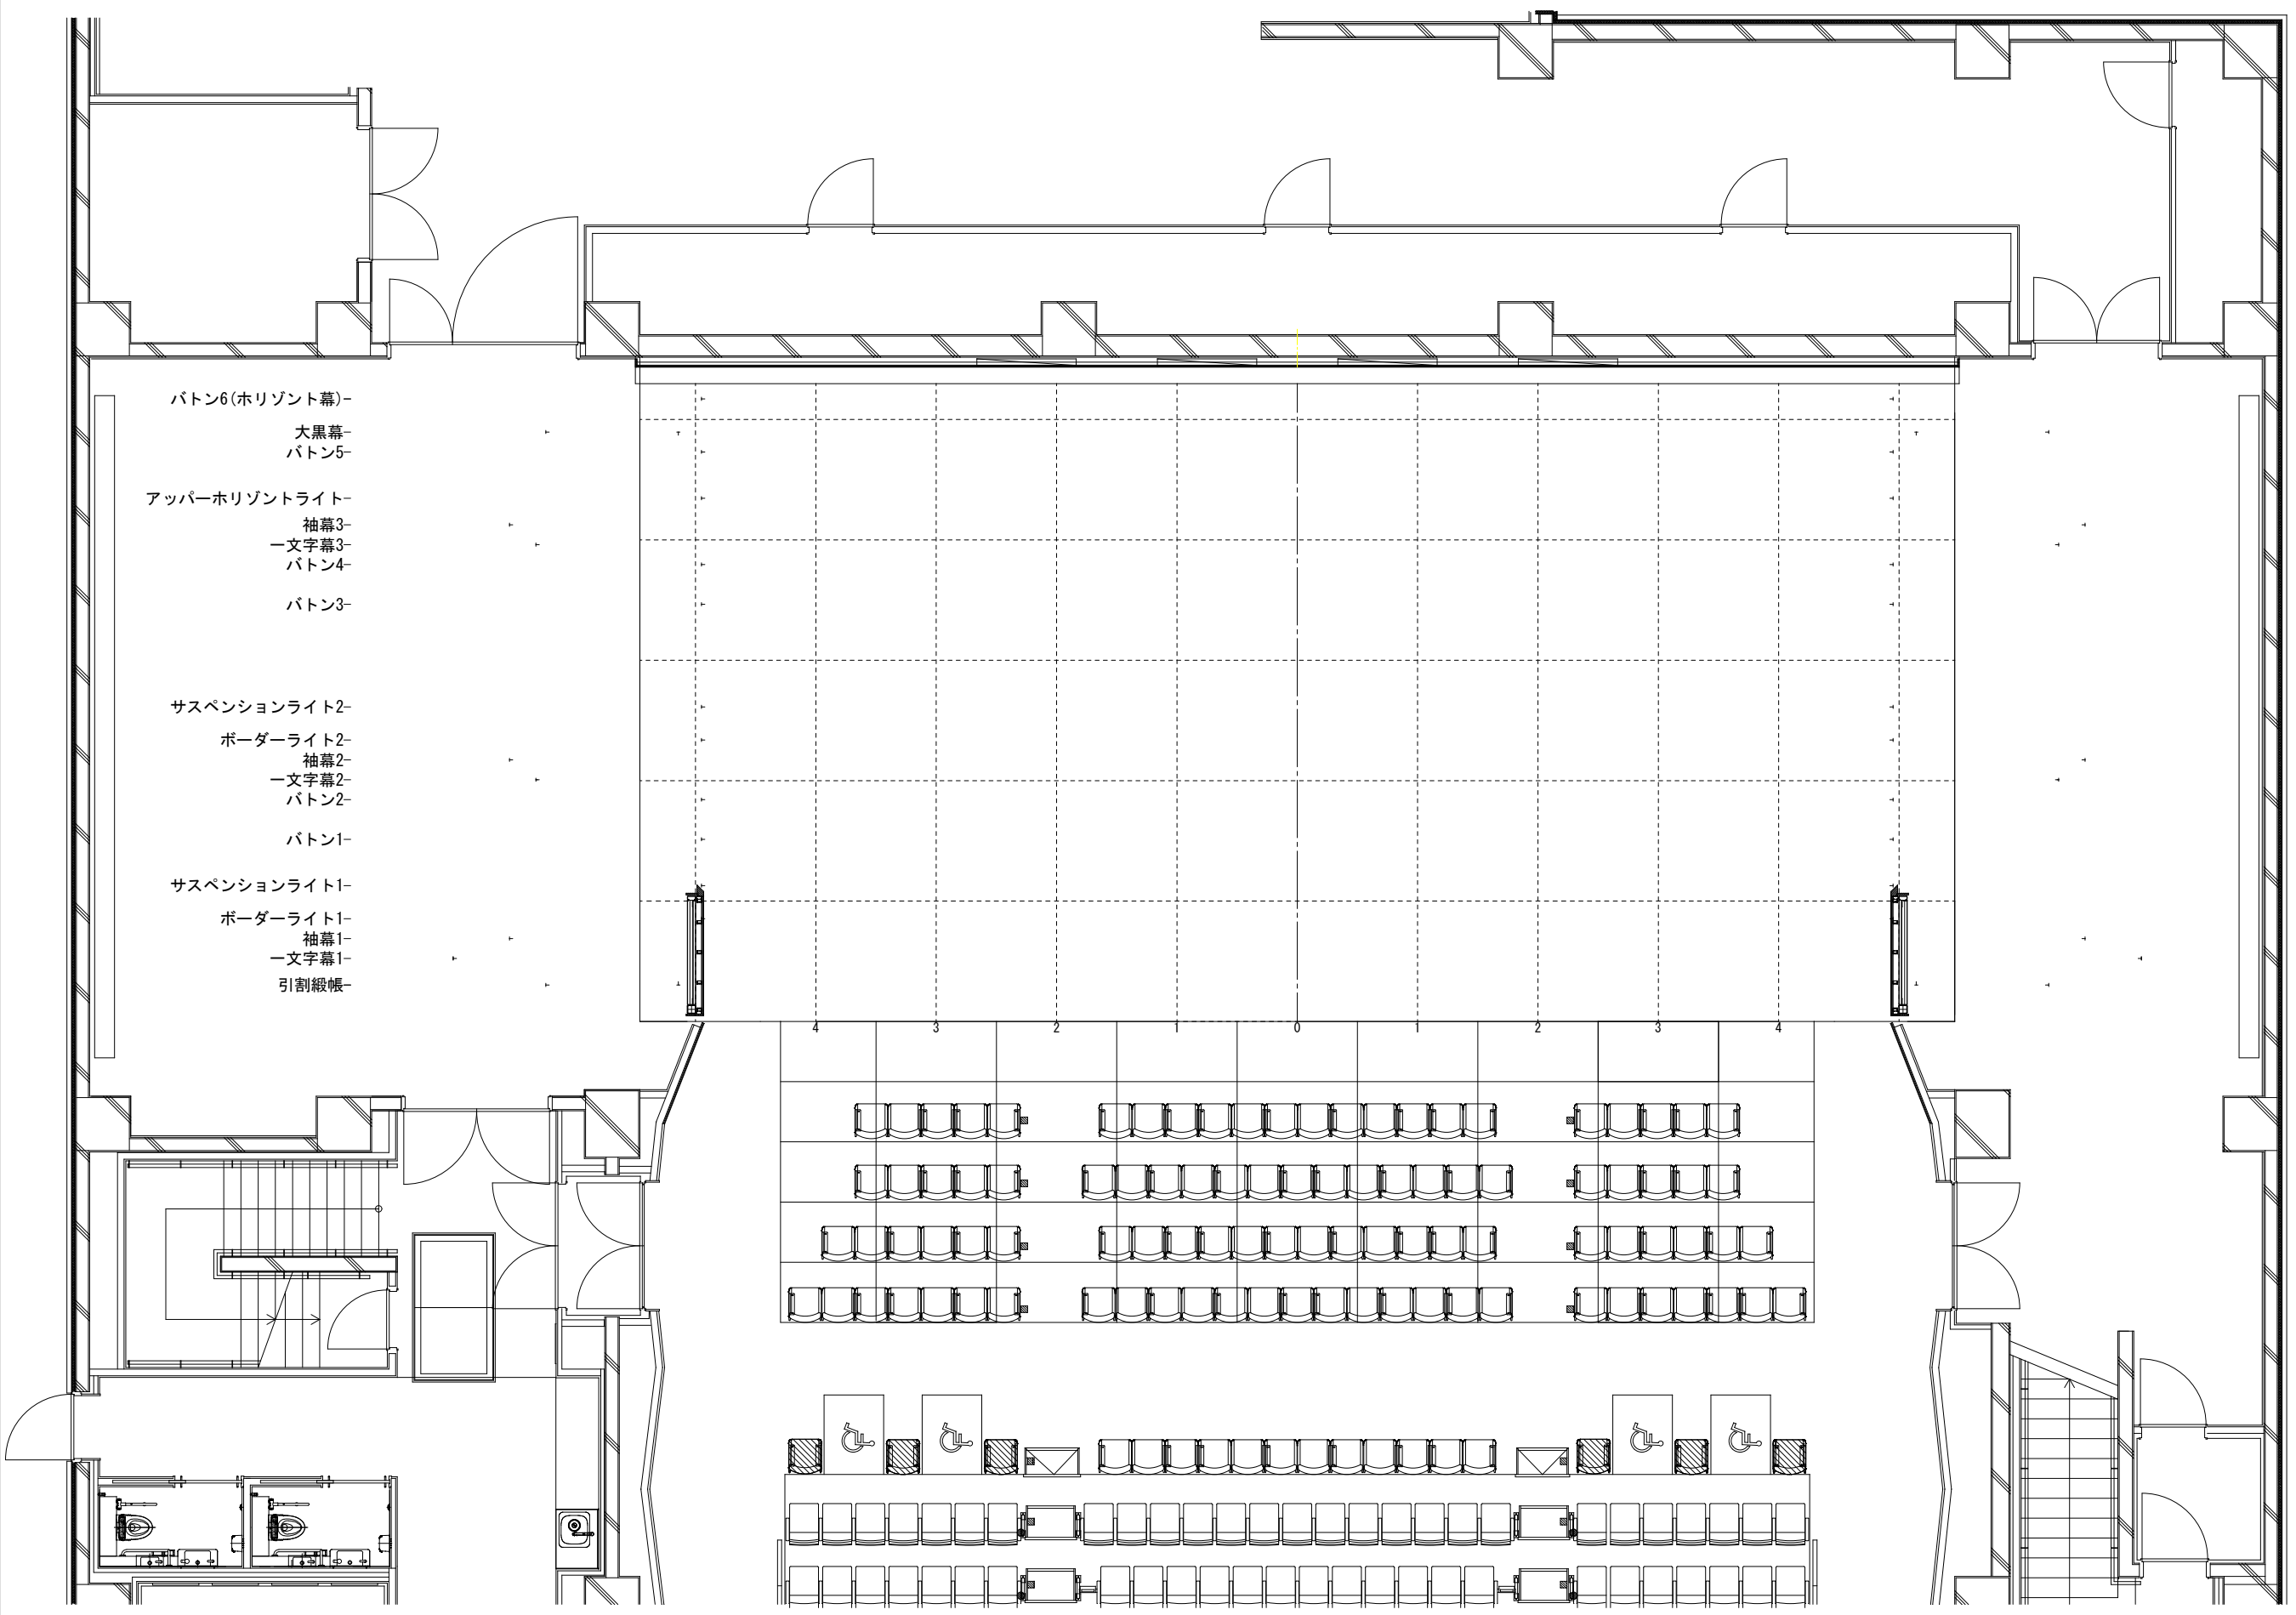 バトン6(ホリゾント幕)
大黒幕
バトン5
アッパーホリゾントライト
袖幕3
一文字幕3
バトン4
バトン3
サスペンションライト2
ボーダーライト2
袖幕2
一文字幕2
バトン2
バトン1
サスペンションライト1
ボーダーライト1
袖幕1
一文字幕1
引割緞帳
4 3 2 1 0 1 2 3 4